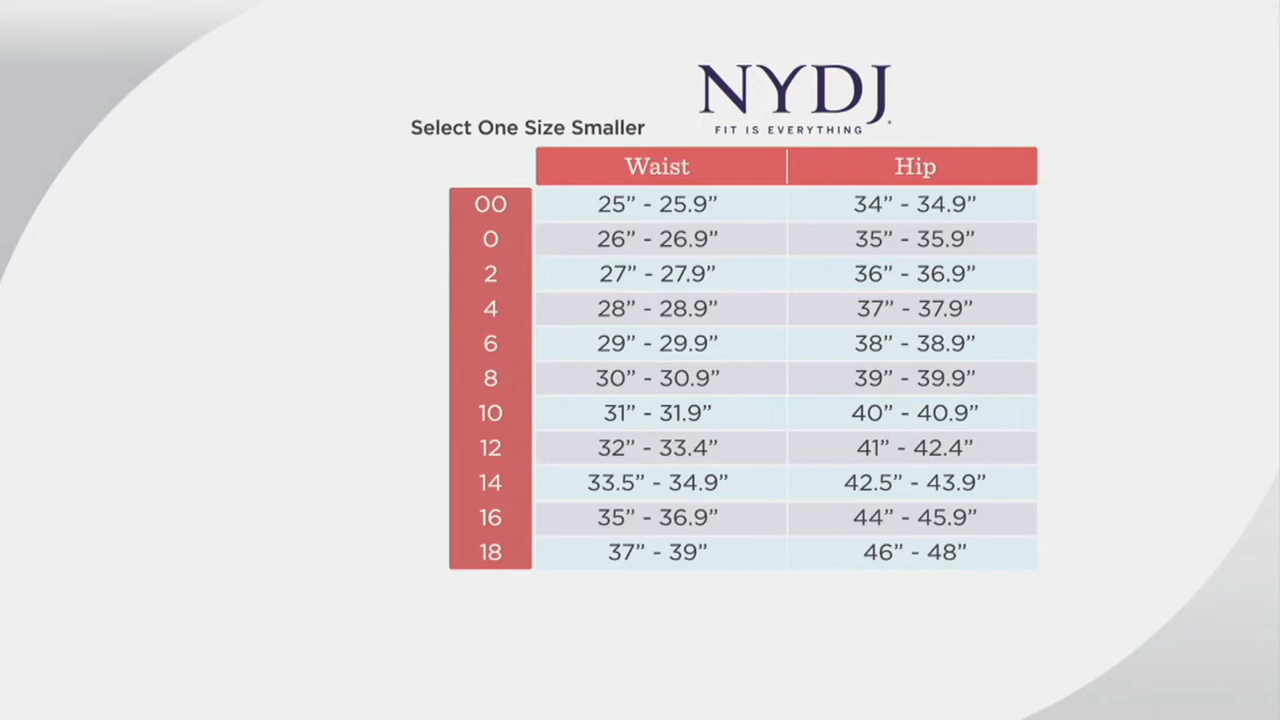 NYDJ
FIT IS EVERYTHING
Select One Size Smaller
Waist Hip
00 25” - 25.9” 34” - 34.9”
0 26” - 26.9” 35” - 35.9”
2 27” - 27.9” 36” - 36.9”
4 28” - 28.9” 37” - 37.9”
6 29” - 29.9” 38” - 38.9”
8 30” - 30.9” 39” - 39.9”
10 31” - 31.9” 40” - 40.9”
12 32” - 33.4” 41” - 42.4”
14 33.5” - 34.9” 42.5” - 43.9”
16 35” - 36.9” 44” - 45.9”
18 37” - 39” 46” - 48”